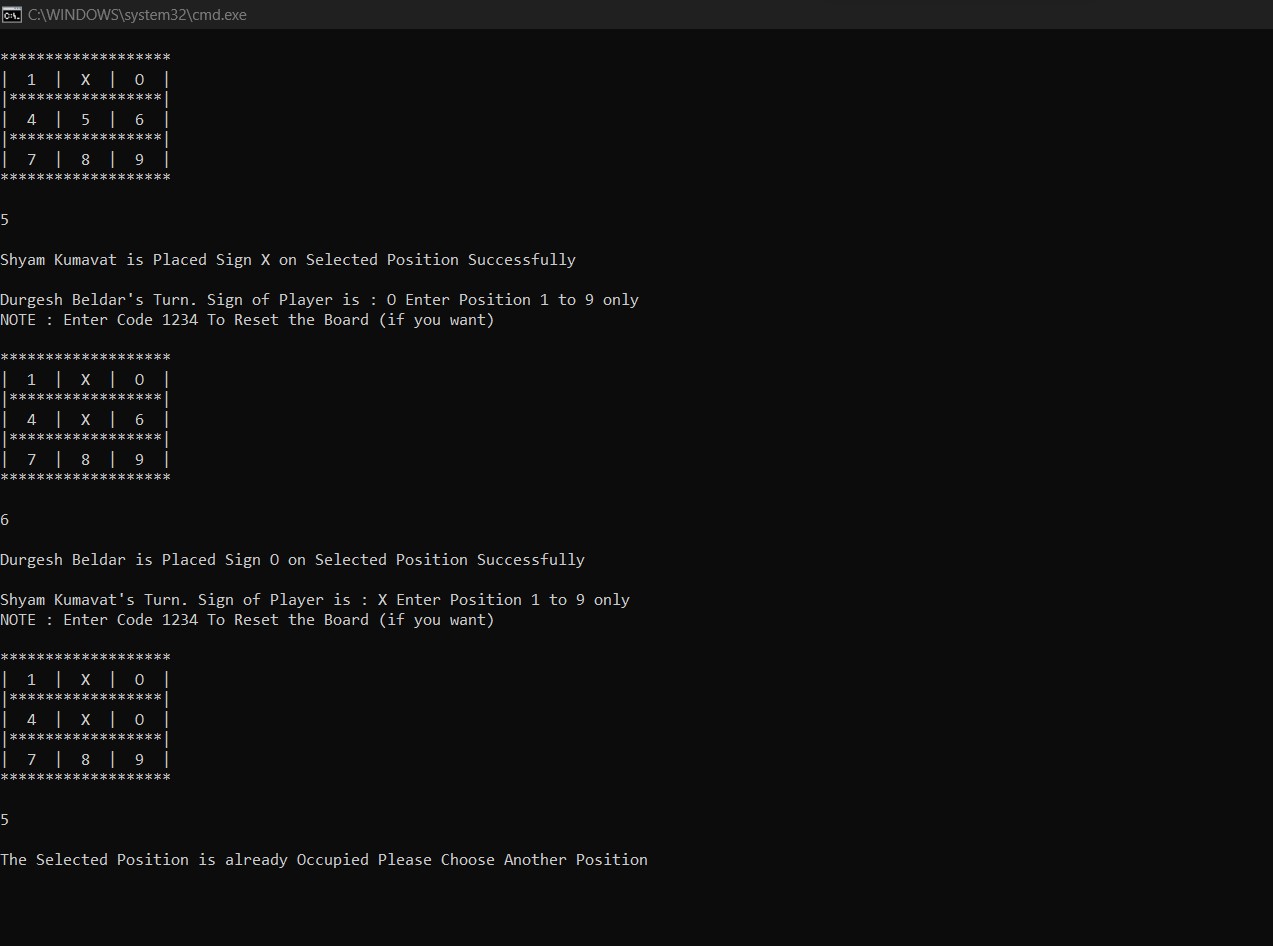 C:\WINDOWS\system32\cmd.exe
*******************
|  1  |  X  |  O  |
|*****************|
|  4  |  5  |  6  |
|*****************|
|  7  |  8  |  9  |
*******************
5
Shyam Kumavat is Placed Sign X on Selected Position Successfully
Durgesh Beldar's Turn. Sign of Player is : O Enter Position 1 to 9 only
NOTE : Enter Code 1234 To Reset the Board (if you want)
*******************
|  1  |  X  |  O  |
|*****************|
|  4  |  X  |  6  |
|*****************|
|  7  |  8  |  9  |
*******************
6
Durgesh Beldar is Placed Sign O on Selected Position Successfully
Shyam Kumavat's Turn. Sign of Player is : X Enter Position 1 to 9 only
NOTE : Enter Code 1234 To Reset the Board (if you want)
*******************
|  1  |  X  |  O  |
|*****************|
|  4  |  X  |  O  |
|*****************|
|  7  |  8  |  9  |
*******************
5
The Selected Position is already Occupied Please Choose Another Position